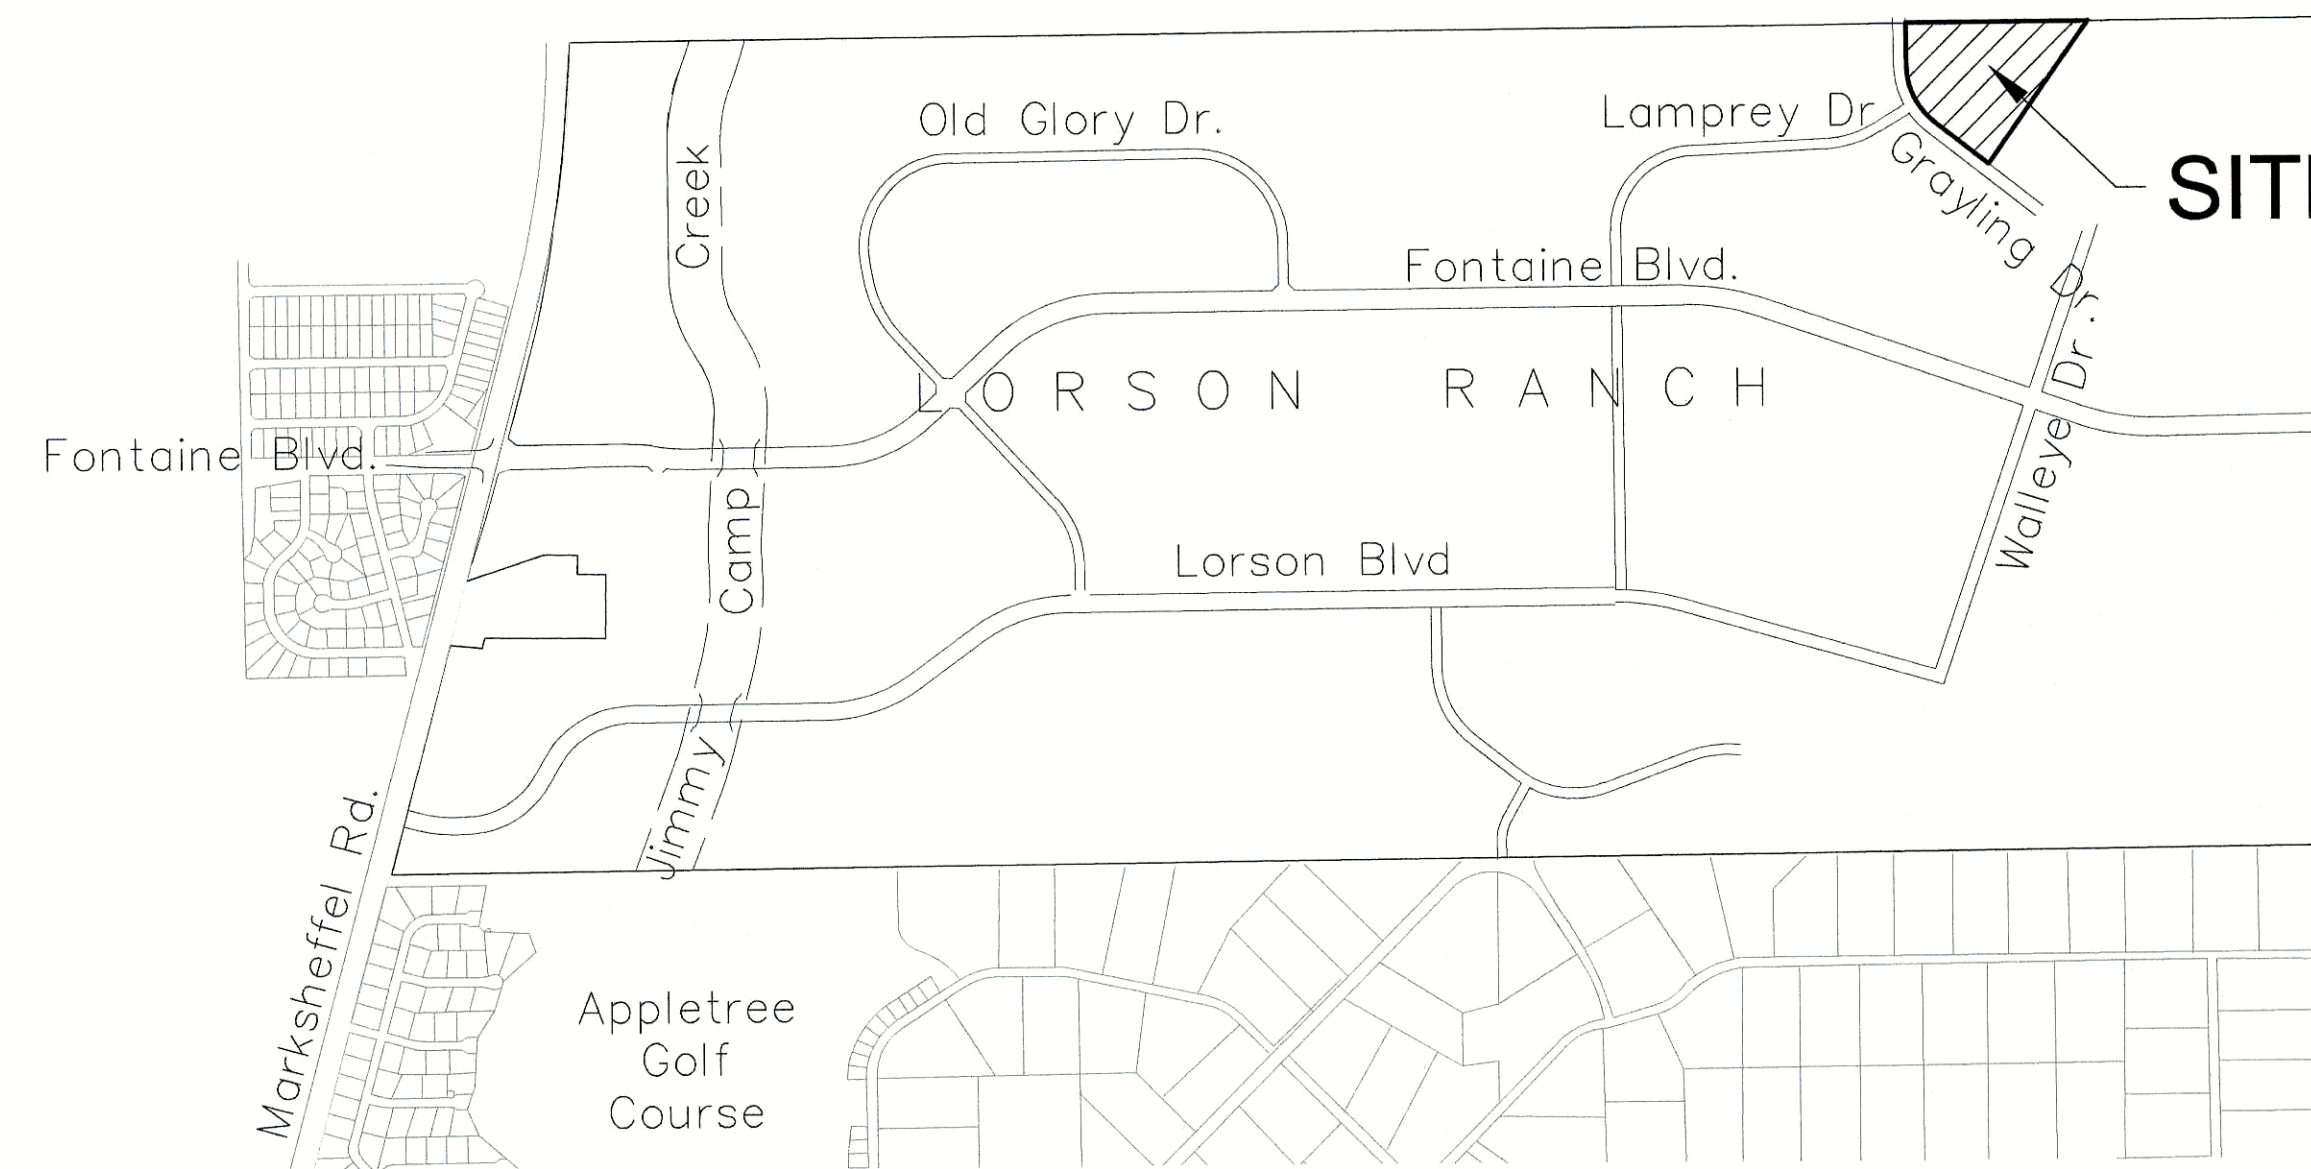 Old Glory Dr.
Lamprey Dr
Grayling Dr.
Creek
Fontaine Blvd.
LORSON RANCH
Walleye Dr.
Fontaine Blvd.
Camp
Lorson Blvd
Jimmy
Marksheffel Rd.
Appletree
Golf
Course